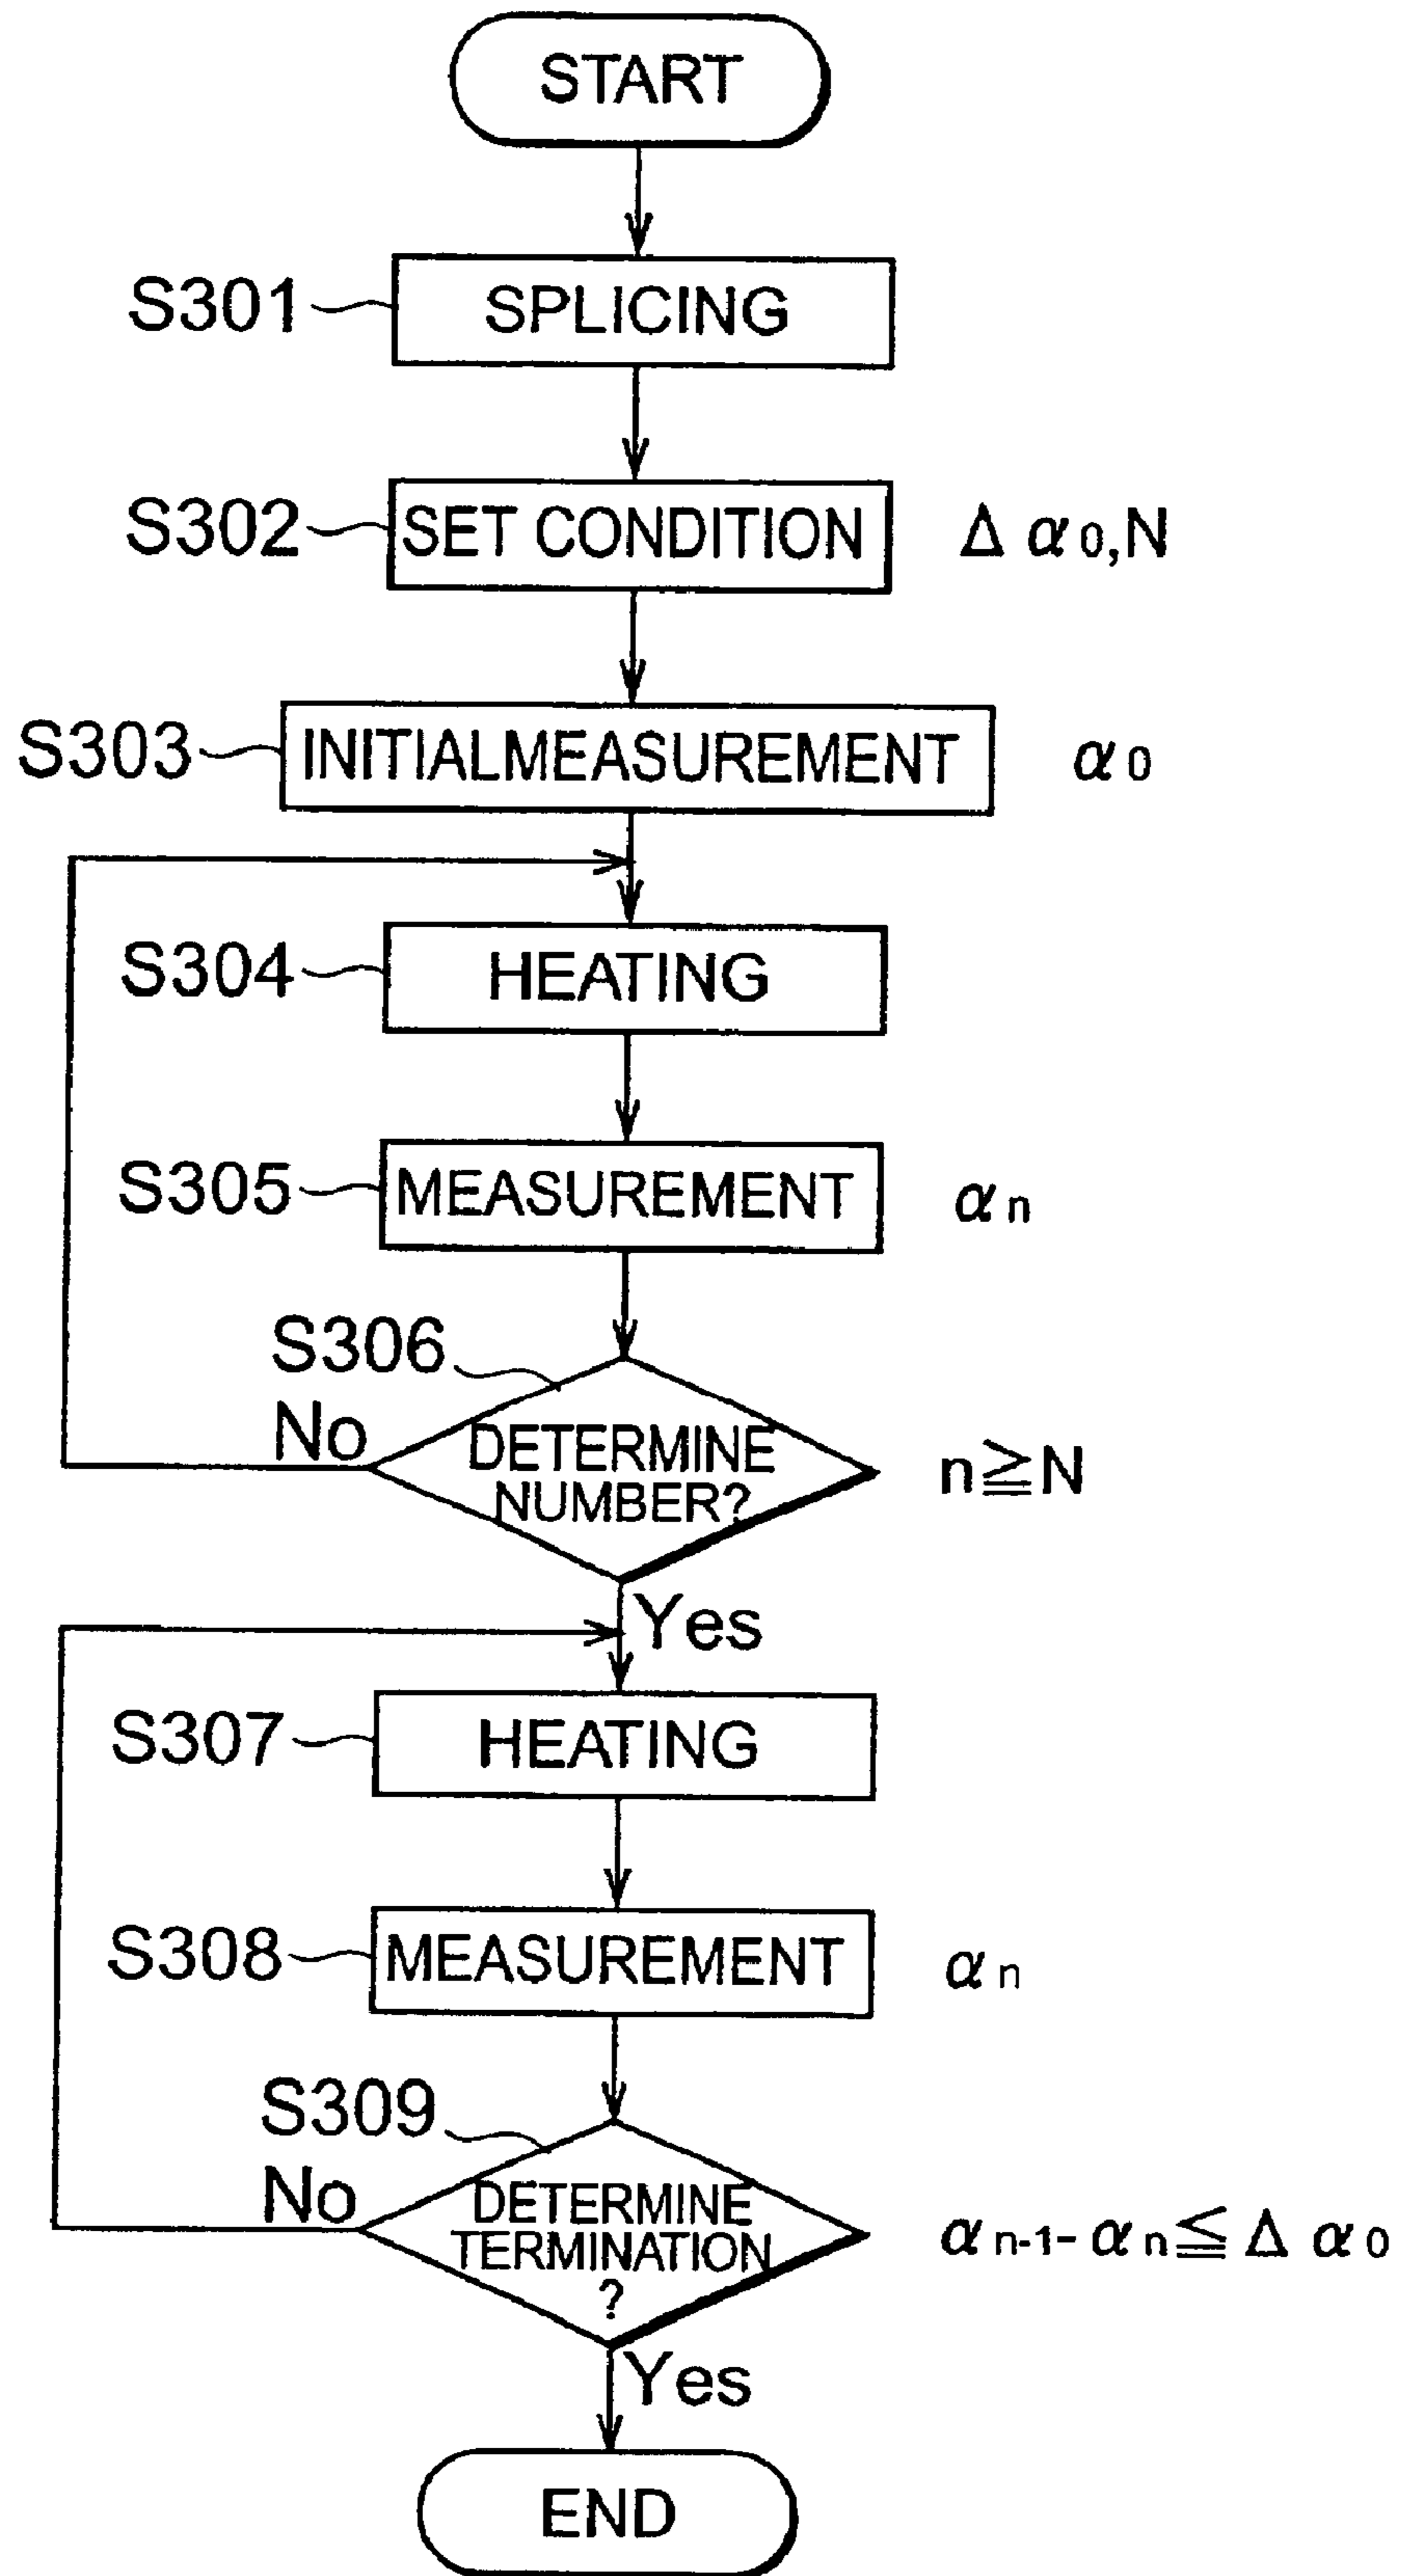 START
S301 SPLICING
S302 SET CONDITION Δ α0,N
S303 INITIALMEASUREMENT α0
S304 HEATING
S305 MEASUREMENT αn
S306
No DETERMINE
NUMBER? n≧N
Yes
S307 HEATING
S308 MEASUREMENT αn
S309
No DETERMINE
TERMINATION
? αn-1-αn≦Δ α0
Yes
END